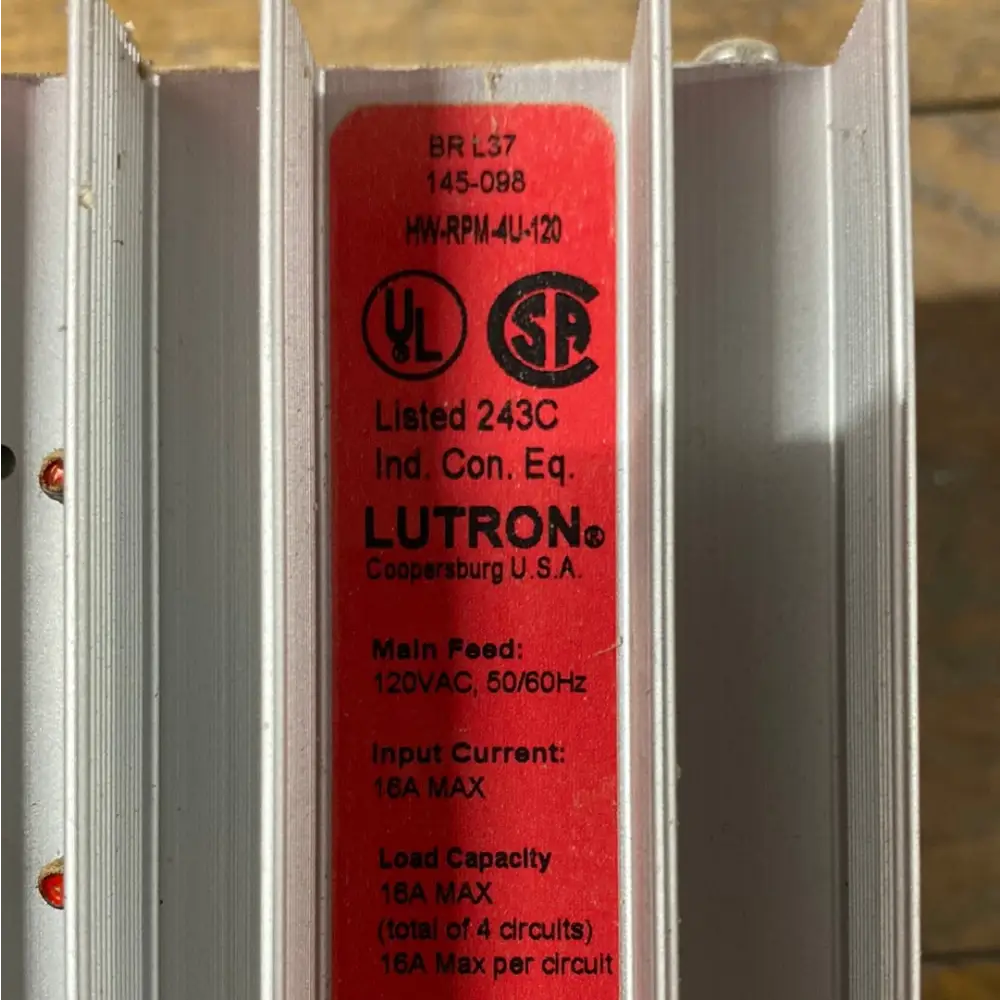 BR L37
145-098
HW-RPM-4U-120
UL CSA
Listed 243C
Ind. Con. Eq.
LUTRON®
Coopersburg U.S.A.
Main Feed:
120VAC, 50/60Hz
Input Current:
16A MAX
Load Capacity
16A MAX
(total of 4 circuits)
16A Max per circuit